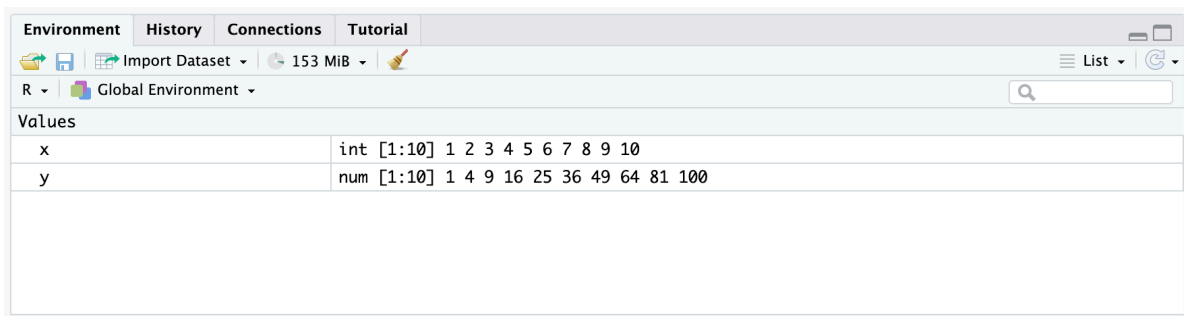 Environment History Connections Tutorial
Import Dataset 153 MiB List
R Global Environment
Values
x int [1:10] 1 2 3 4 5 6 7 8 9 10
y num [1:10] 1 4 9 16 25 36 49 64 81 100